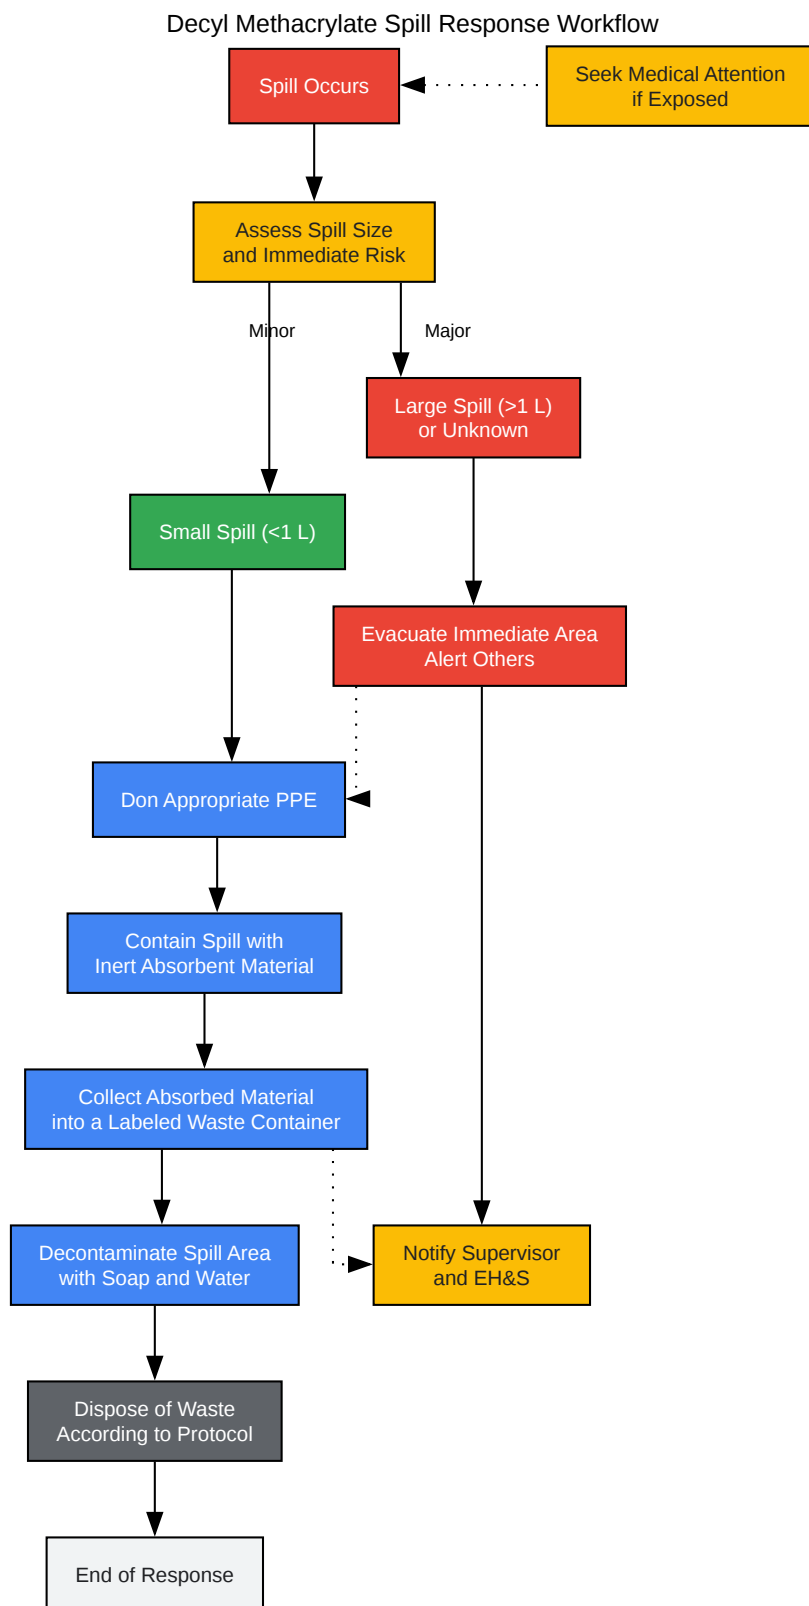 Decyl Methacrylate Spill Response Workflow
Spill Occurs
Seek Medical Attention
if Exposed
Assess Spill Size
and Immediate Risk
Minor
Major
Large Spill (>1 L)
or Unknown
Small Spill (<1 L)
Evacuate Immediate Area
Alert Others
Don Appropriate PPE
Contain Spill with
Inert Absorbent Material
Collect Absorbed Material
into a Labeled Waste Container
Decontaminate Spill Area
with Soap and Water
Notify Supervisor
and EH&S
Dispose of Waste
According to Protocol
End of Response